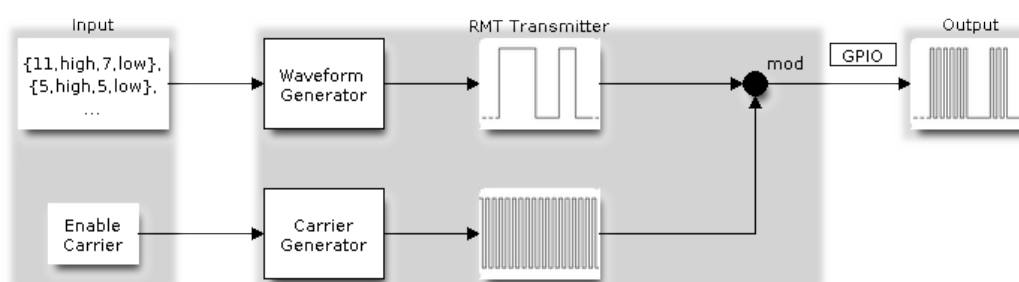 Input
RMT Transmitter
Output
{11,high,7,low},
{5,high,5,low},
...
Waveform
Generator
mod
GPIO
Enable
Carrier
Carrier
Generator